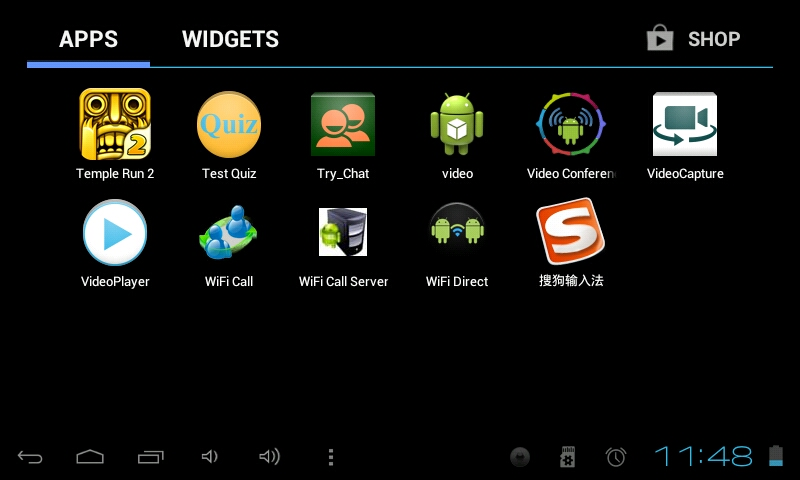 APPS WIDGETS SHOP
Quiz
2
Temple Run 2 Test Quiz Try_Chat video Video Conferen VideoCapture
S
VideoPlayer WiFi Call WiFi Call Server WiFi Direct 搜狗输入法
11:48